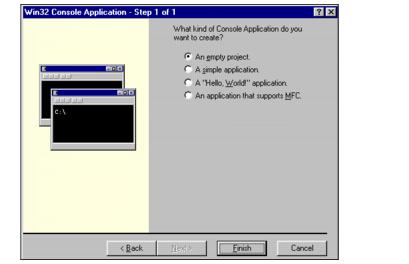 Win32 Console Application - Step 1 of 1
What kind of Console Application do you
want to create?
An empty project.
A simple application.
A "Hello, World!" application.
An application that supports MFC.
C:\
< Back
Next >
Finish
Cancel